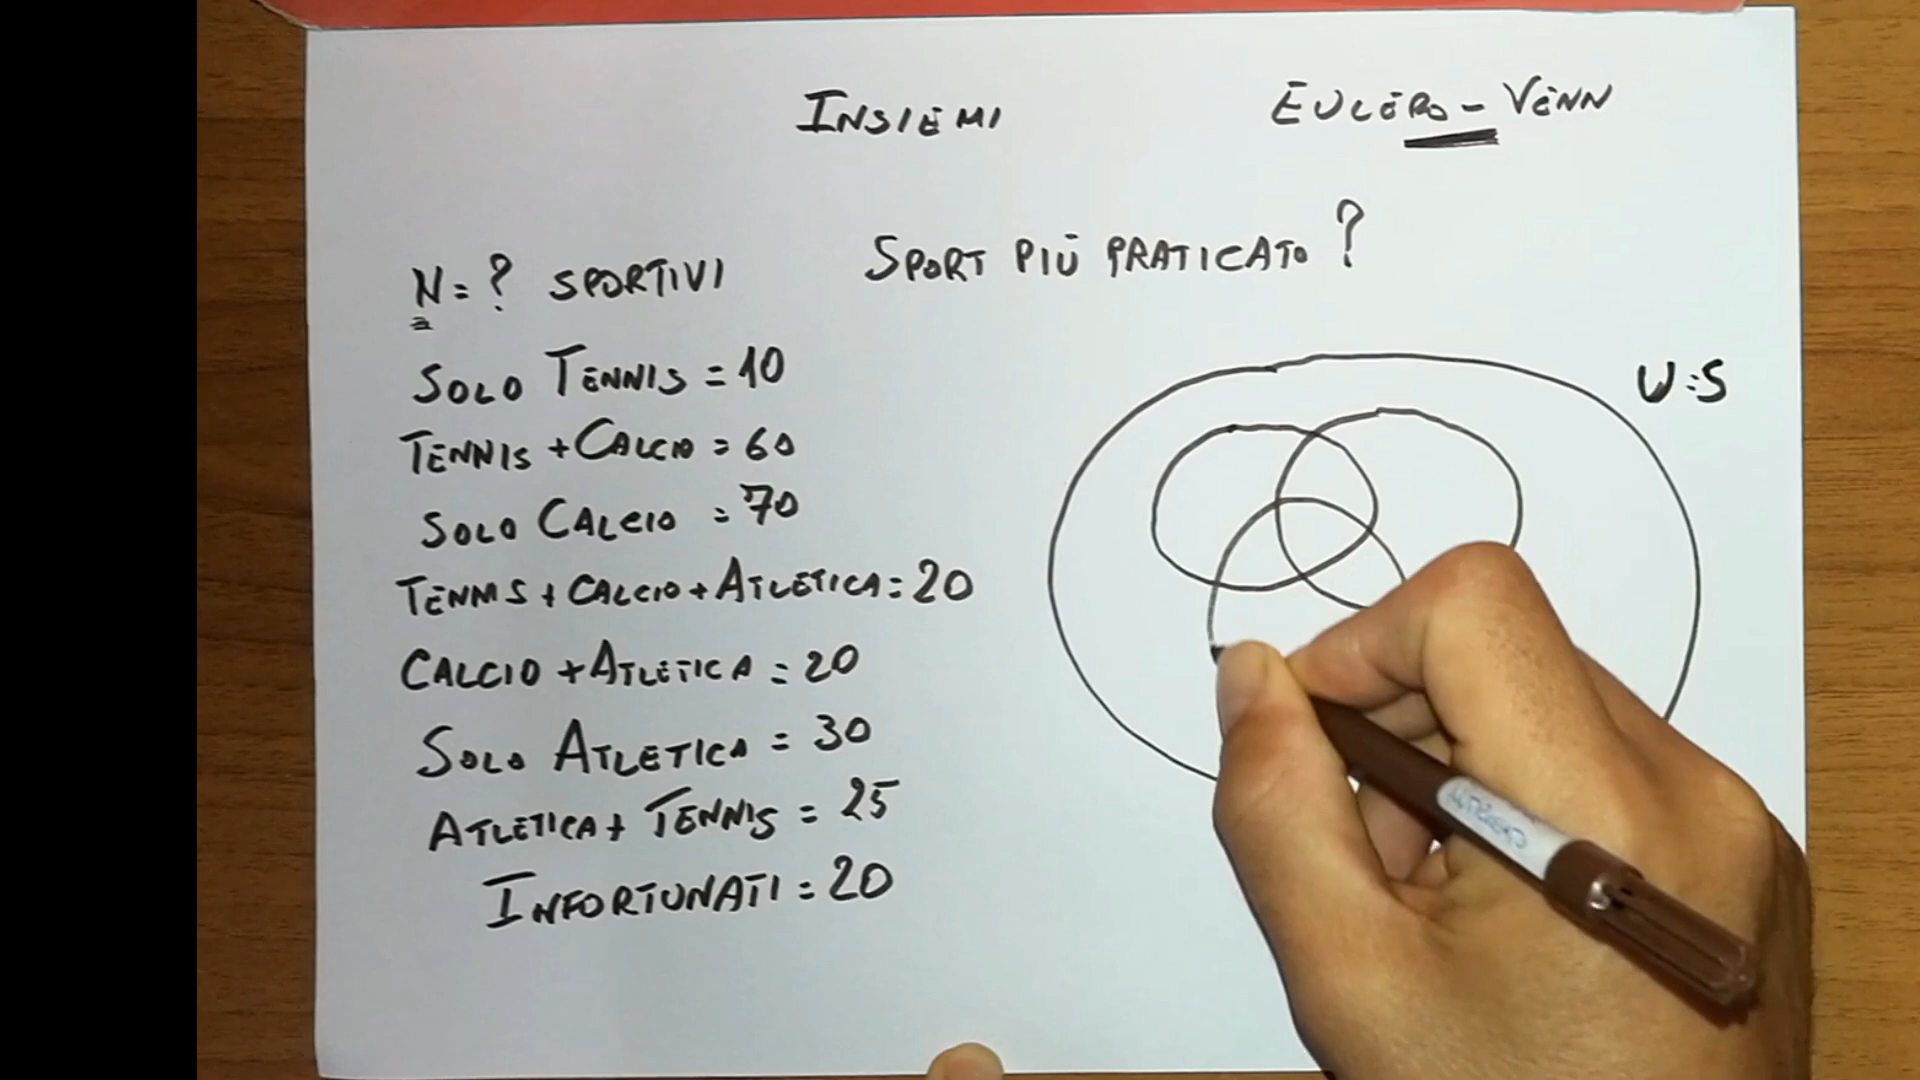 INSIEMI
EULERO-VENN
N=? SPORTIVI
SPORT PIÙ PRATICATO?
SOLO TENNIS = 10
TENNIS + CALCIO = 60
SOLO CALCIO = 70
TENNIS + CALCIO + ATLETICA = 20
CALCIO + ATLETICA = 20
SOLO ATLETICA = 30
ATLETICA + TENNIS = 25
INFORTUNATI = 20
U=S